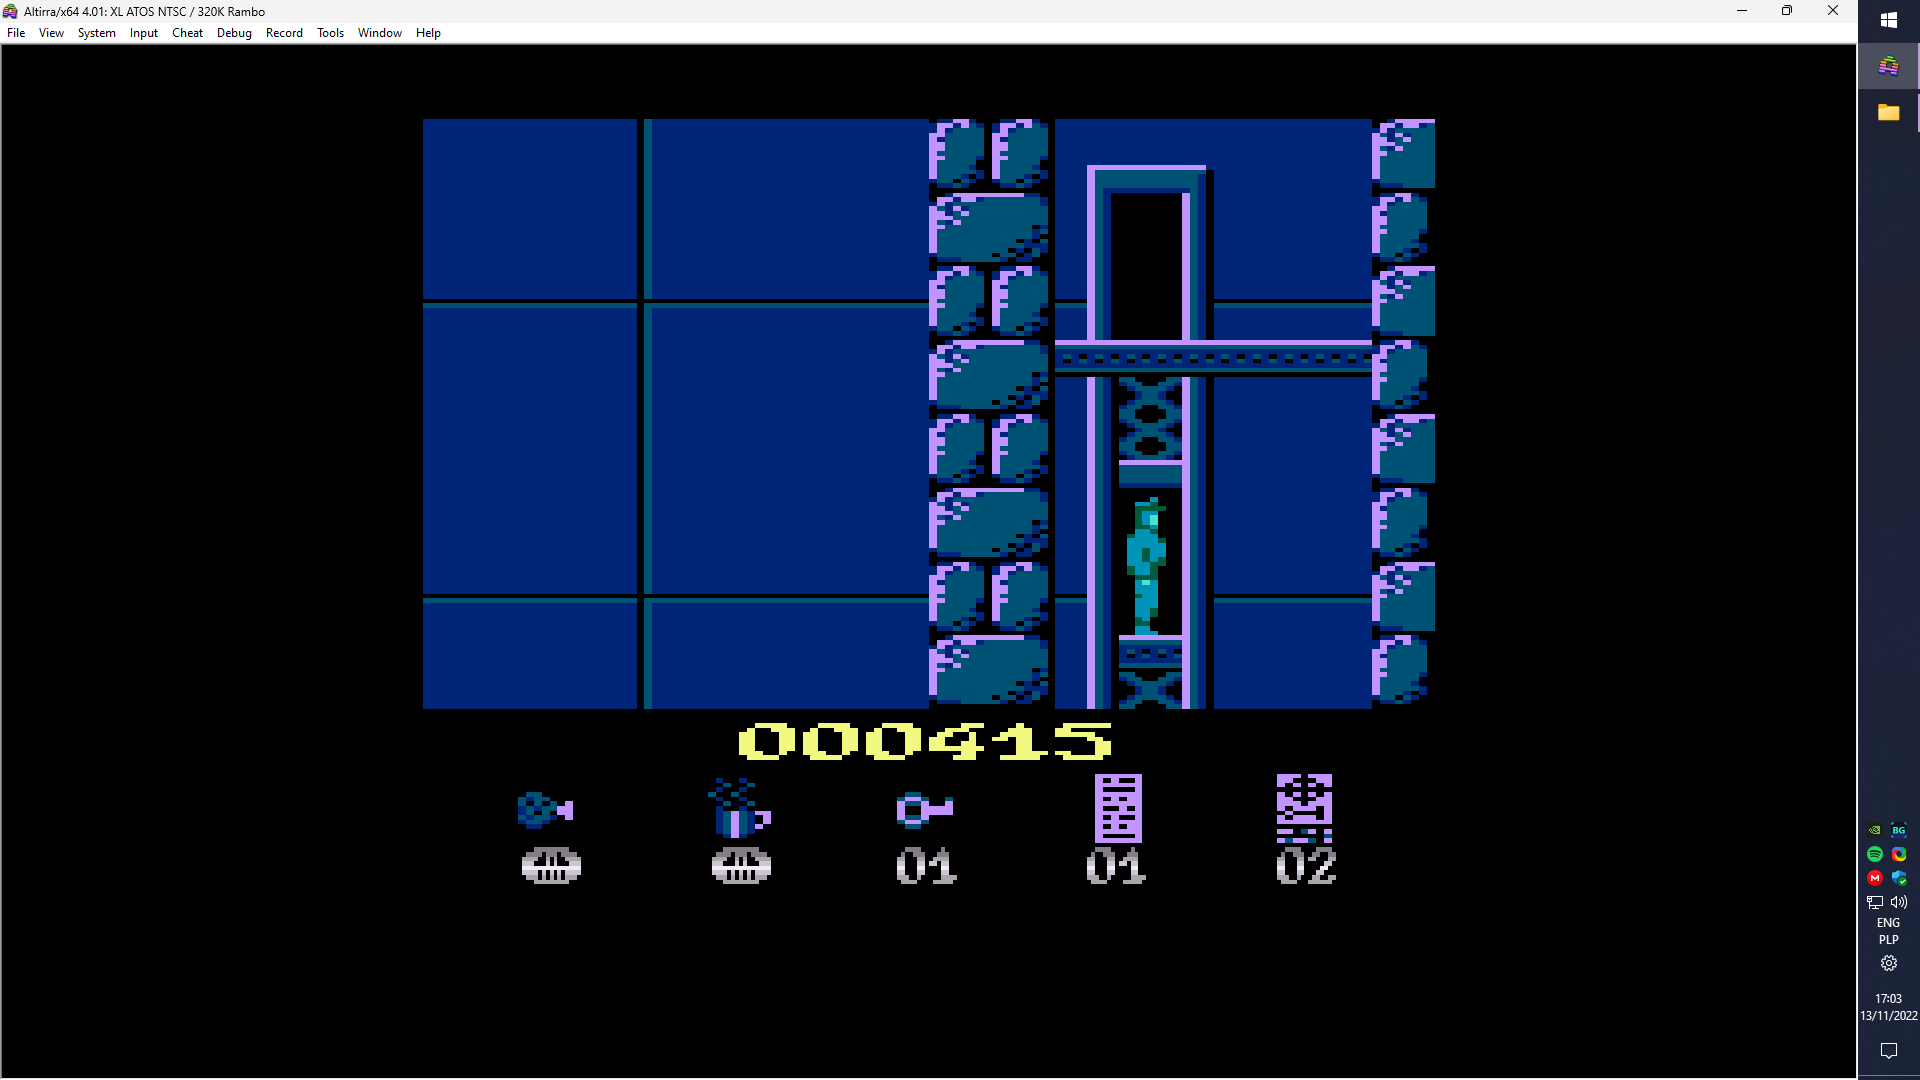 Altirra/x64 4.01: XL ATOS NTSC / 320K Rambo
File View System Input Cheat Debug Record Tools Window Help
000415
01 01 02
BG
M
ENG
PLP
17:03
13/11/2022